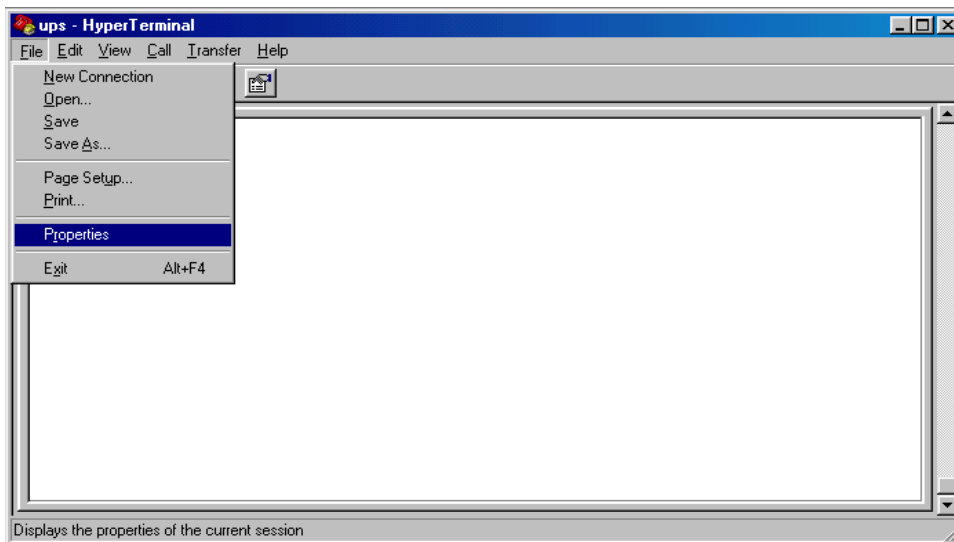 ups - HyperTerminal
File Edit View Call Transfer Help
New Connection
Open...
Save
Save As...
Page Setup...
Print...
Properties
Exit Alt+F4
Displays the properties of the current session